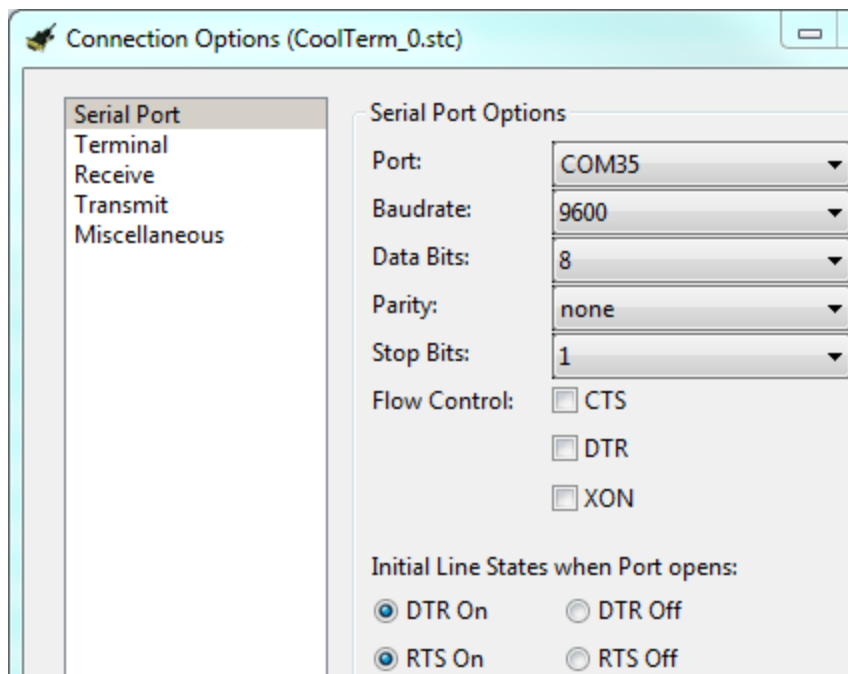 Connection Options (CoolTerm_0.stc)
Serial Port
Terminal
Receive
Transmit
Miscellaneous
Serial Port Options
Port: COM35
Baudrate: 9600
Data Bits: 8
Parity: none
Stop Bits: 1
Flow Control: CTS
DTR
XON
Initial Line States when Port opens:
DTR On DTR Off
RTS On RTS Off